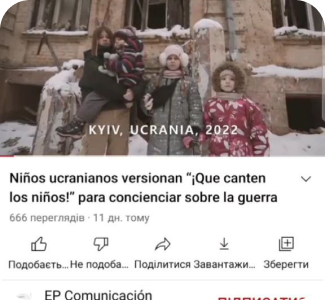 KYIV, UCRANIA, 2022
Niños ucranianos versionan “¡Que canten
los niños!” para concienciar sobre la guerra
666 переглядів · 11 дн. тому
Подобаєть... Не подоба... Поділитися Завантажи... Зберегти
EP Comunicación